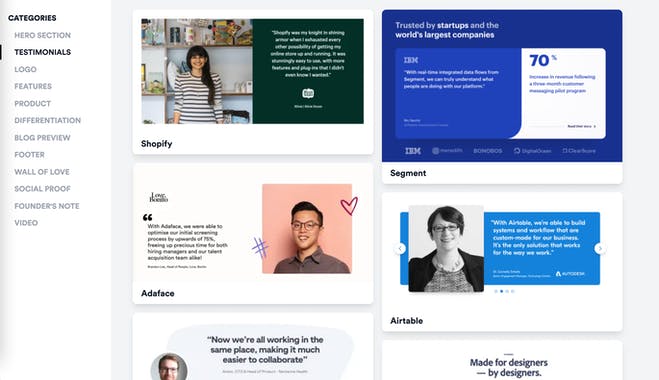 CATEGORIES
HERO SECTION
TESTIMONIALS
LOGO
FEATURES
PRODUCT
DIFFERENTIATION
BLOG PREVIEW
FOOTER
WALL OF LOVE
SOCIAL PROOF
FOUNDER'S NOTE
VIDEO
"Shopify was my knight in shining
armor when I exhausted every
other possibility of getting my
online store up and running. It was
stunningly easy to use, with more
features and plug ins that I didn't
even know I wanted."
Shopify
Trusted by startups and the
world's largest companies
IBM
"With real-time integrated data flows from
Segment, we can truly understand what
people are doing with our platform."
70%
Increase in revenue following
a three-month customer
messaging pilot program
Read their story
IBM meredith BONOBOS DigitalOcean ClearScore
Segment
Love,
Bonito
"With Adaface, we were able to
optimise our initial screening
process by upwards of 75%,
freeing up precious time for both
hiring managers and our talent
acquisition team alike!"
Brandon Lee, Head of People, Love, Bonito
Adaface
"With Airtable, we're able to build
systems and workflow that are
custom-made for our business.
It's the only solution that works
for the way we work."
AUTODESK
Airtable
"Now we're all working in the
same place, making it much
easier to collaborate"
Made for designers
— by designers.